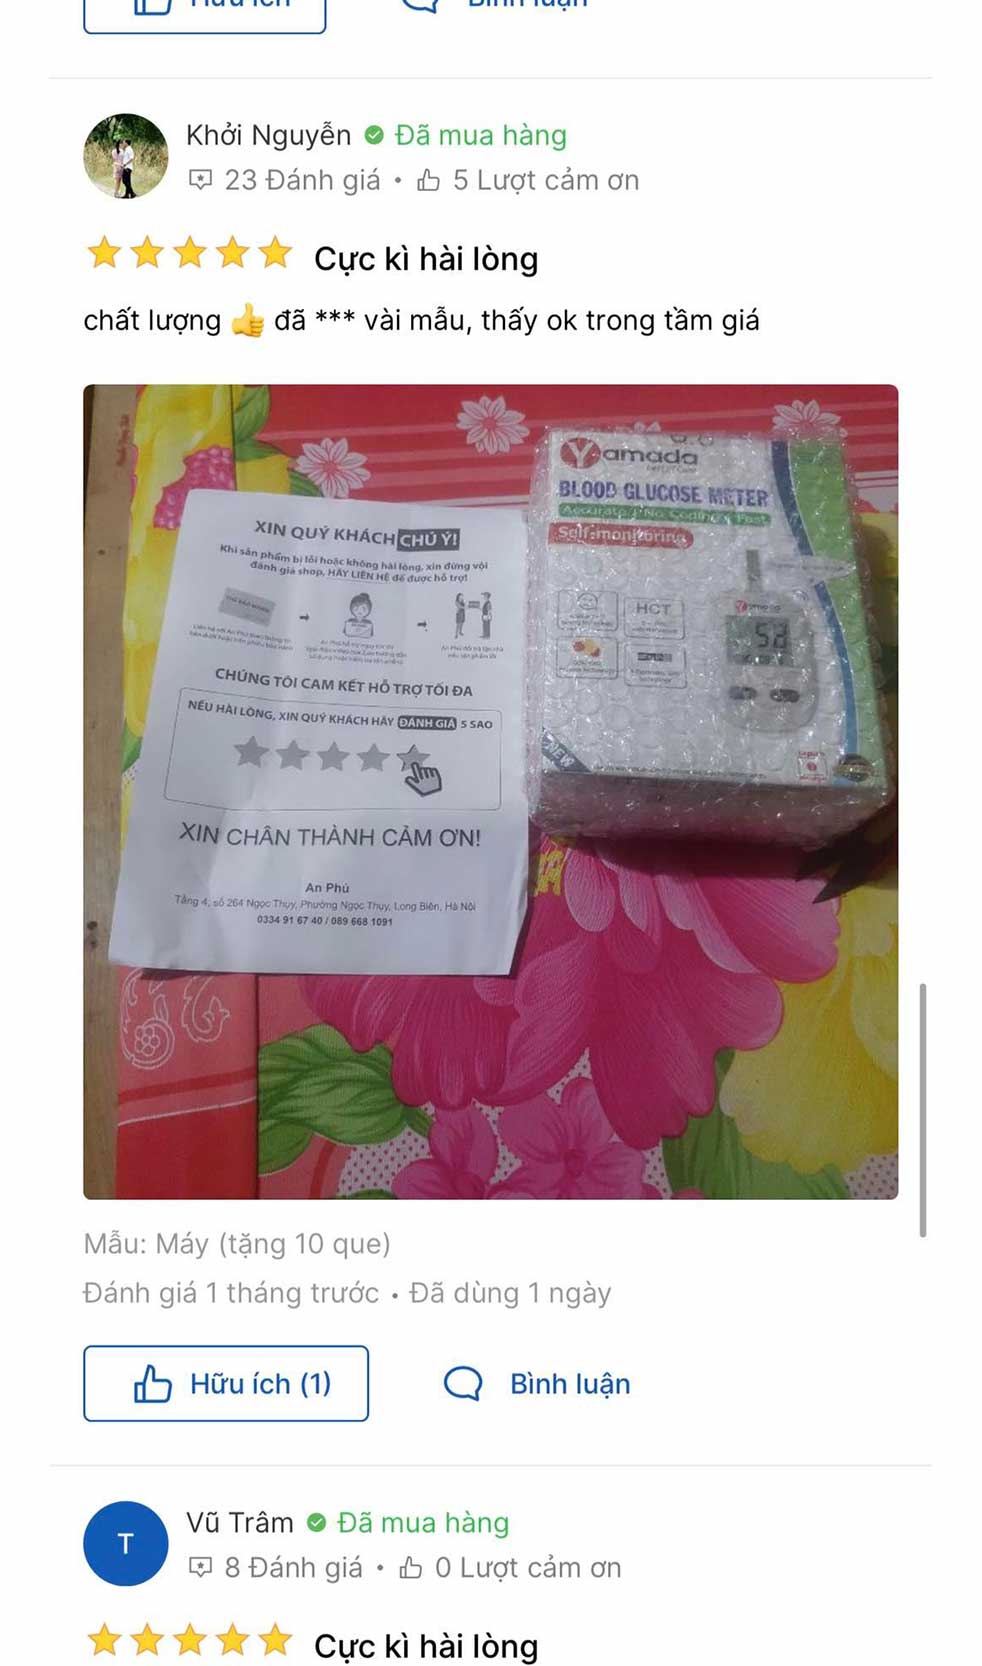 Hữu ích
Bình luận
Khởi Nguyễn Đã mua hàng
23 Đánh giá • 5 Lượt cảm ơn
Cực kì hài lòng
chất lượng 👍 đã *** vài mẫu, thấy ok trong tầm giá
XIN QUÝ KHÁCH CHÚ Ý!
Khi sản phẩm bị lỗi hoặc không hài lòng, xin đừng vội
đánh giá shop, HÃY LIÊN HỆ để được hỗ trợ!
CHÚNG TÔI CAM KẾT HỖ TRỢ TỐI ĐA
NẾU HÀI LÒNG, XIN QUÝ KHÁCH HÃY ĐÁNH GIÁ 5 SAO
XIN CHÂN THÀNH CẢM ƠN!
An Phú
Tầng 4, số 264 Ngọc Thụy, Phường Ngọc Thụy, Long Biên, Hà Nội
0334 91 67 40 / 089 668 1091
Yamada
BLOOD GLUCOSE METER
Accurate / No Coding / Fast
Self-monitoring
HCT
NEW
Mẫu: Máy (tặng 10 que)
Đánh giá 1 tháng trước • Đã dùng 1 ngày
Hữu ích (1)
Bình luận
T
Vũ Trâm Đã mua hàng
8 Đánh giá • 0 Lượt cảm ơn
Cực kì hài lòng